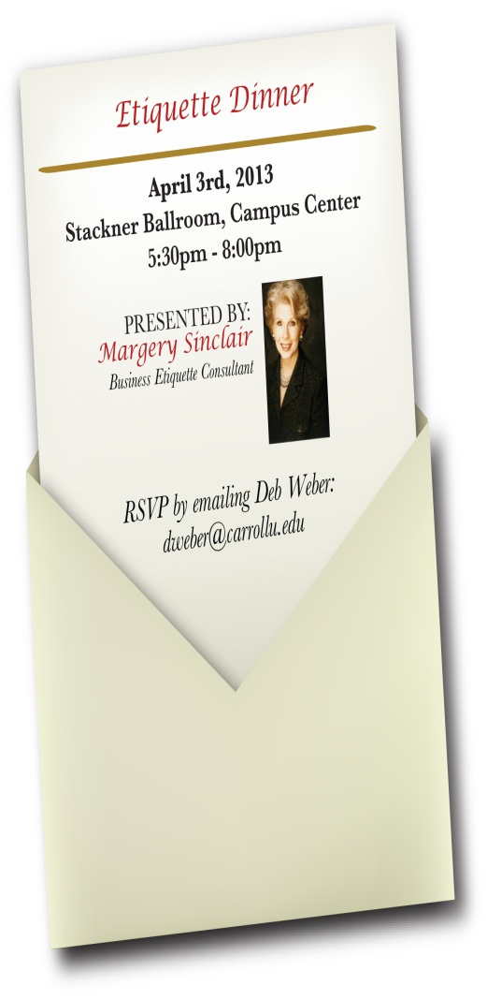 Etiquette Dinner
April 3rd, 2013
Stackner Ballroom, Campus Center
5:30pm - 8:00pm
PRESENTED BY:
Margery Sinclair
Business Etiquette Consultant
RSVP by emailing Deb Weber:
dweber@carrollu.edu